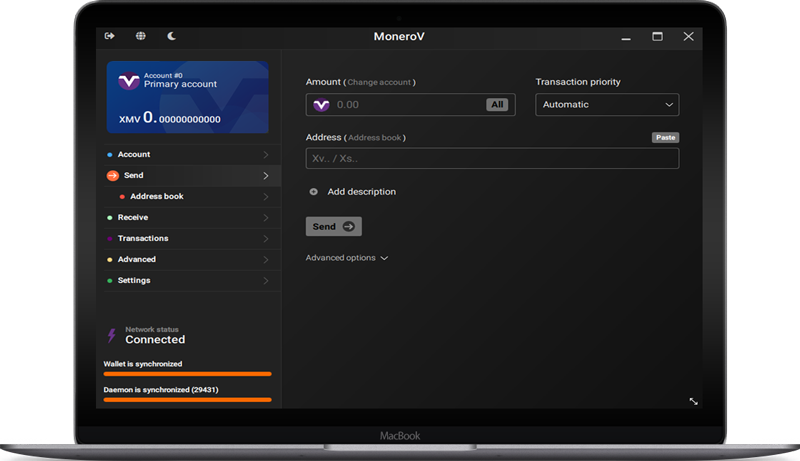 MoneroV
Account #0
Primary account
XMV 0. 00000000000
Account
Send
Address book
Receive
Transactions
Advanced
Settings
Network status
Connected
Wallet is synchronized
Daemon is synchronized (29431)
Amount ( Change account )
0.00
All
Transaction priority
Automatic
Address ( Address book )
Paste
Xv.. / Xs..
Add description
Send
Advanced options
MacBook